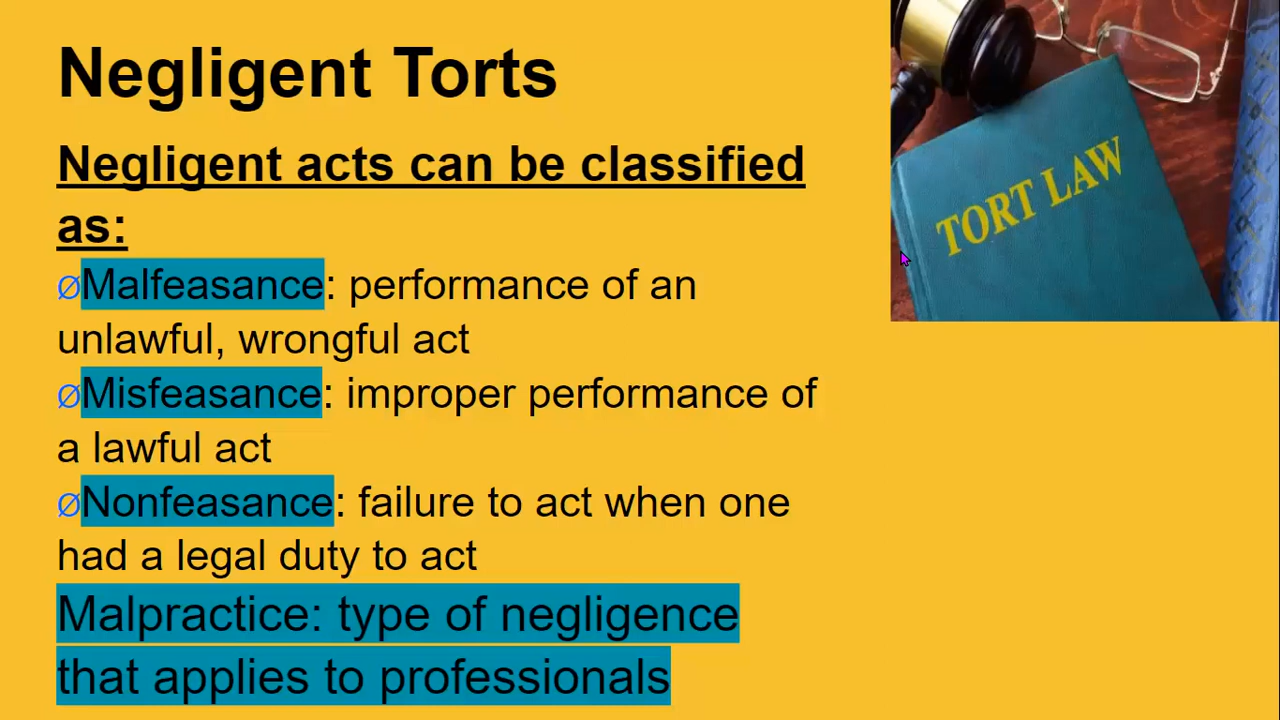 Negligent Torts
Negligent acts can be classified
as:
ØMalfeasance: performance of an
unlawful, wrongful act
ØMisfeasance: improper performance of
a lawful act
ØNonfeasance: failure to act when one
had a legal duty to act
Malpractice: type of negligence
that applies to professionals
TORT LAW